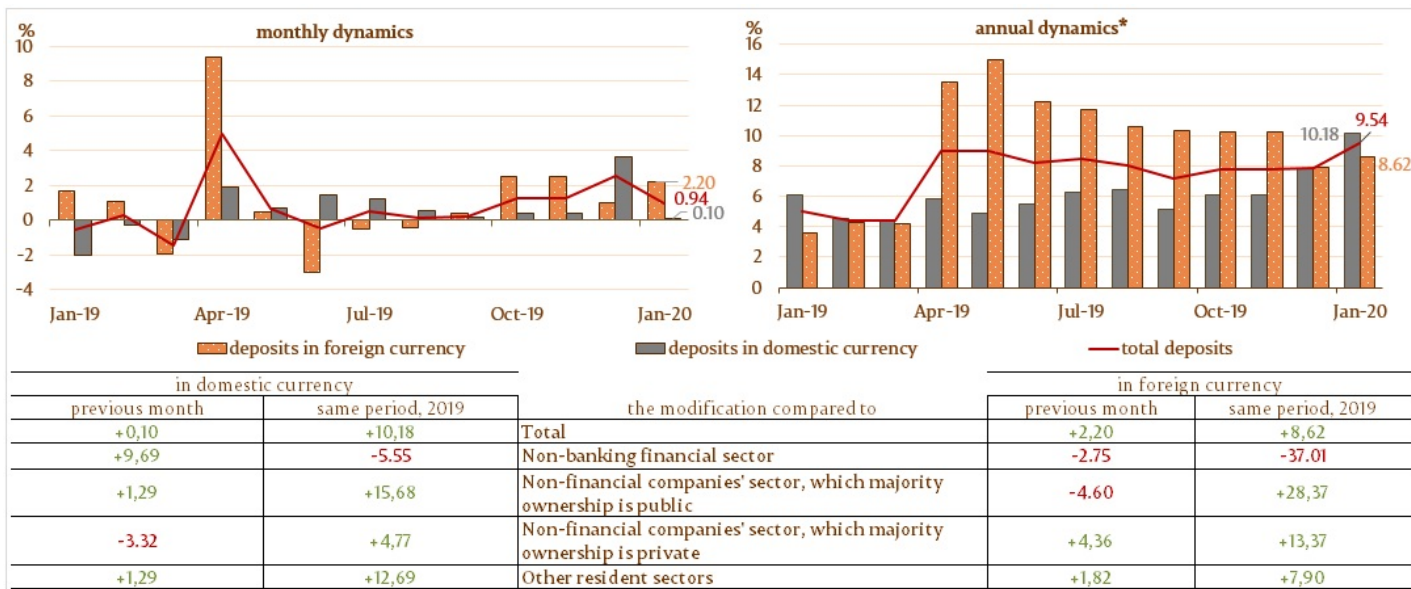 monthly dynamics
%
10
8
6
4
2
0
-2
-4
2.20
0.94
0.10
Jan-19
Apr-19
Jul-19
Oct-19
Jan-20
annual dynamics*
%
16
14
12
10
8
6
4
2
0
10.18
9.54
8.62
Jan-19
Apr-19
Jul-19
Oct-19
Jan-20
deposits in foreign currency
deposits in domestic currency
total deposits
in domestic currency
in foreign currency
previous month
same period, 2019
the modification compared to
previous month
same period, 2019
+0,10
+10,18
Total
+2,20
+8,62
+9,69
-5.55
Non-banking financial sector
-2.75
-37.01
+1,29
+15,68
Non-financial companies' sector, which majority
ownership is public
-4.60
+28,37
-3.32
+4,77
Non-financial companies' sector, which majority
ownership is private
+4,36
+13,37
+1,29
+12,69
Other resident sectors
+1,82
+7,90